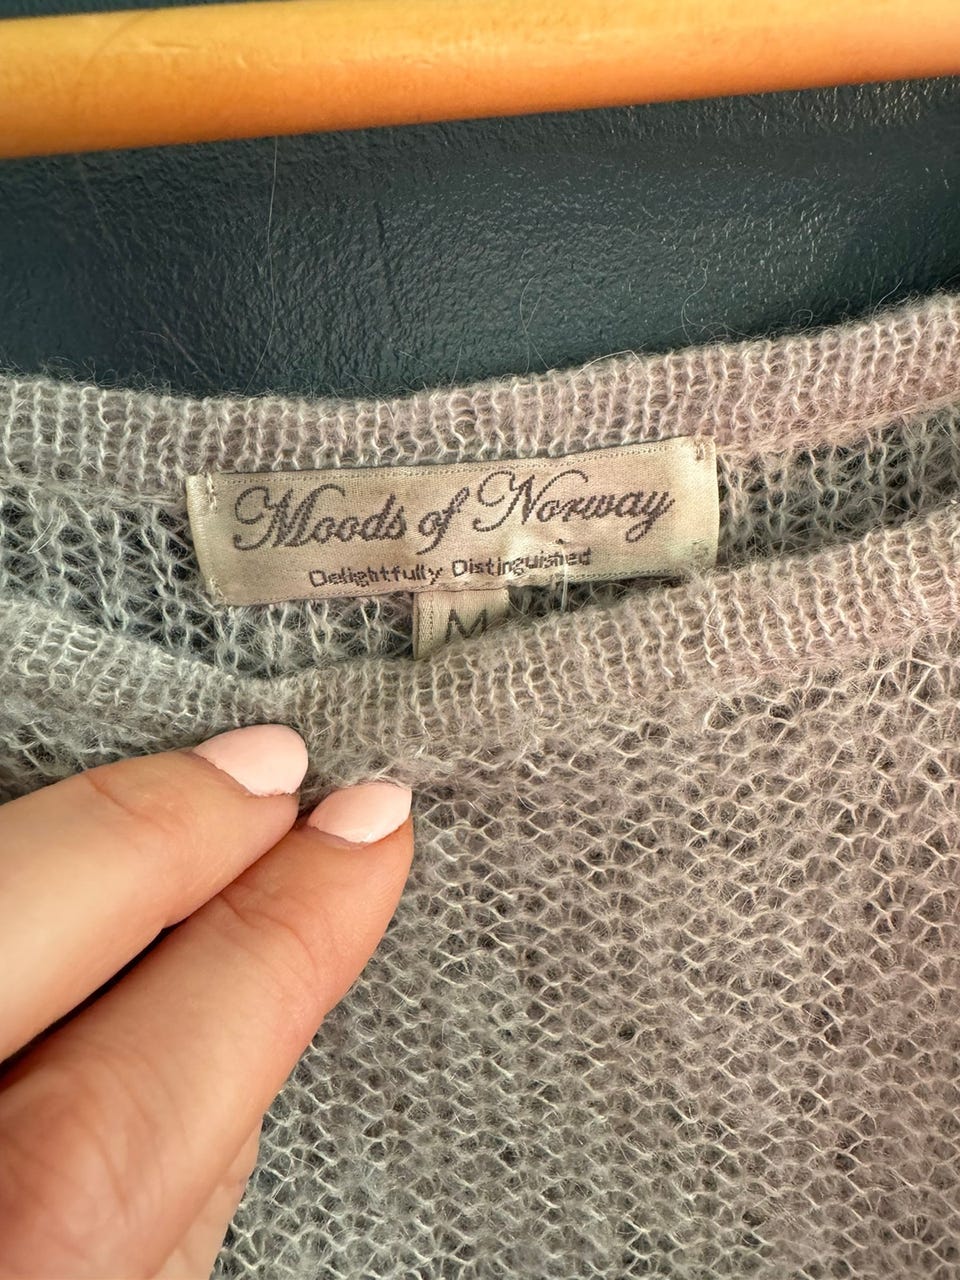 Moods of Norway
Delightfully Distinguished
M